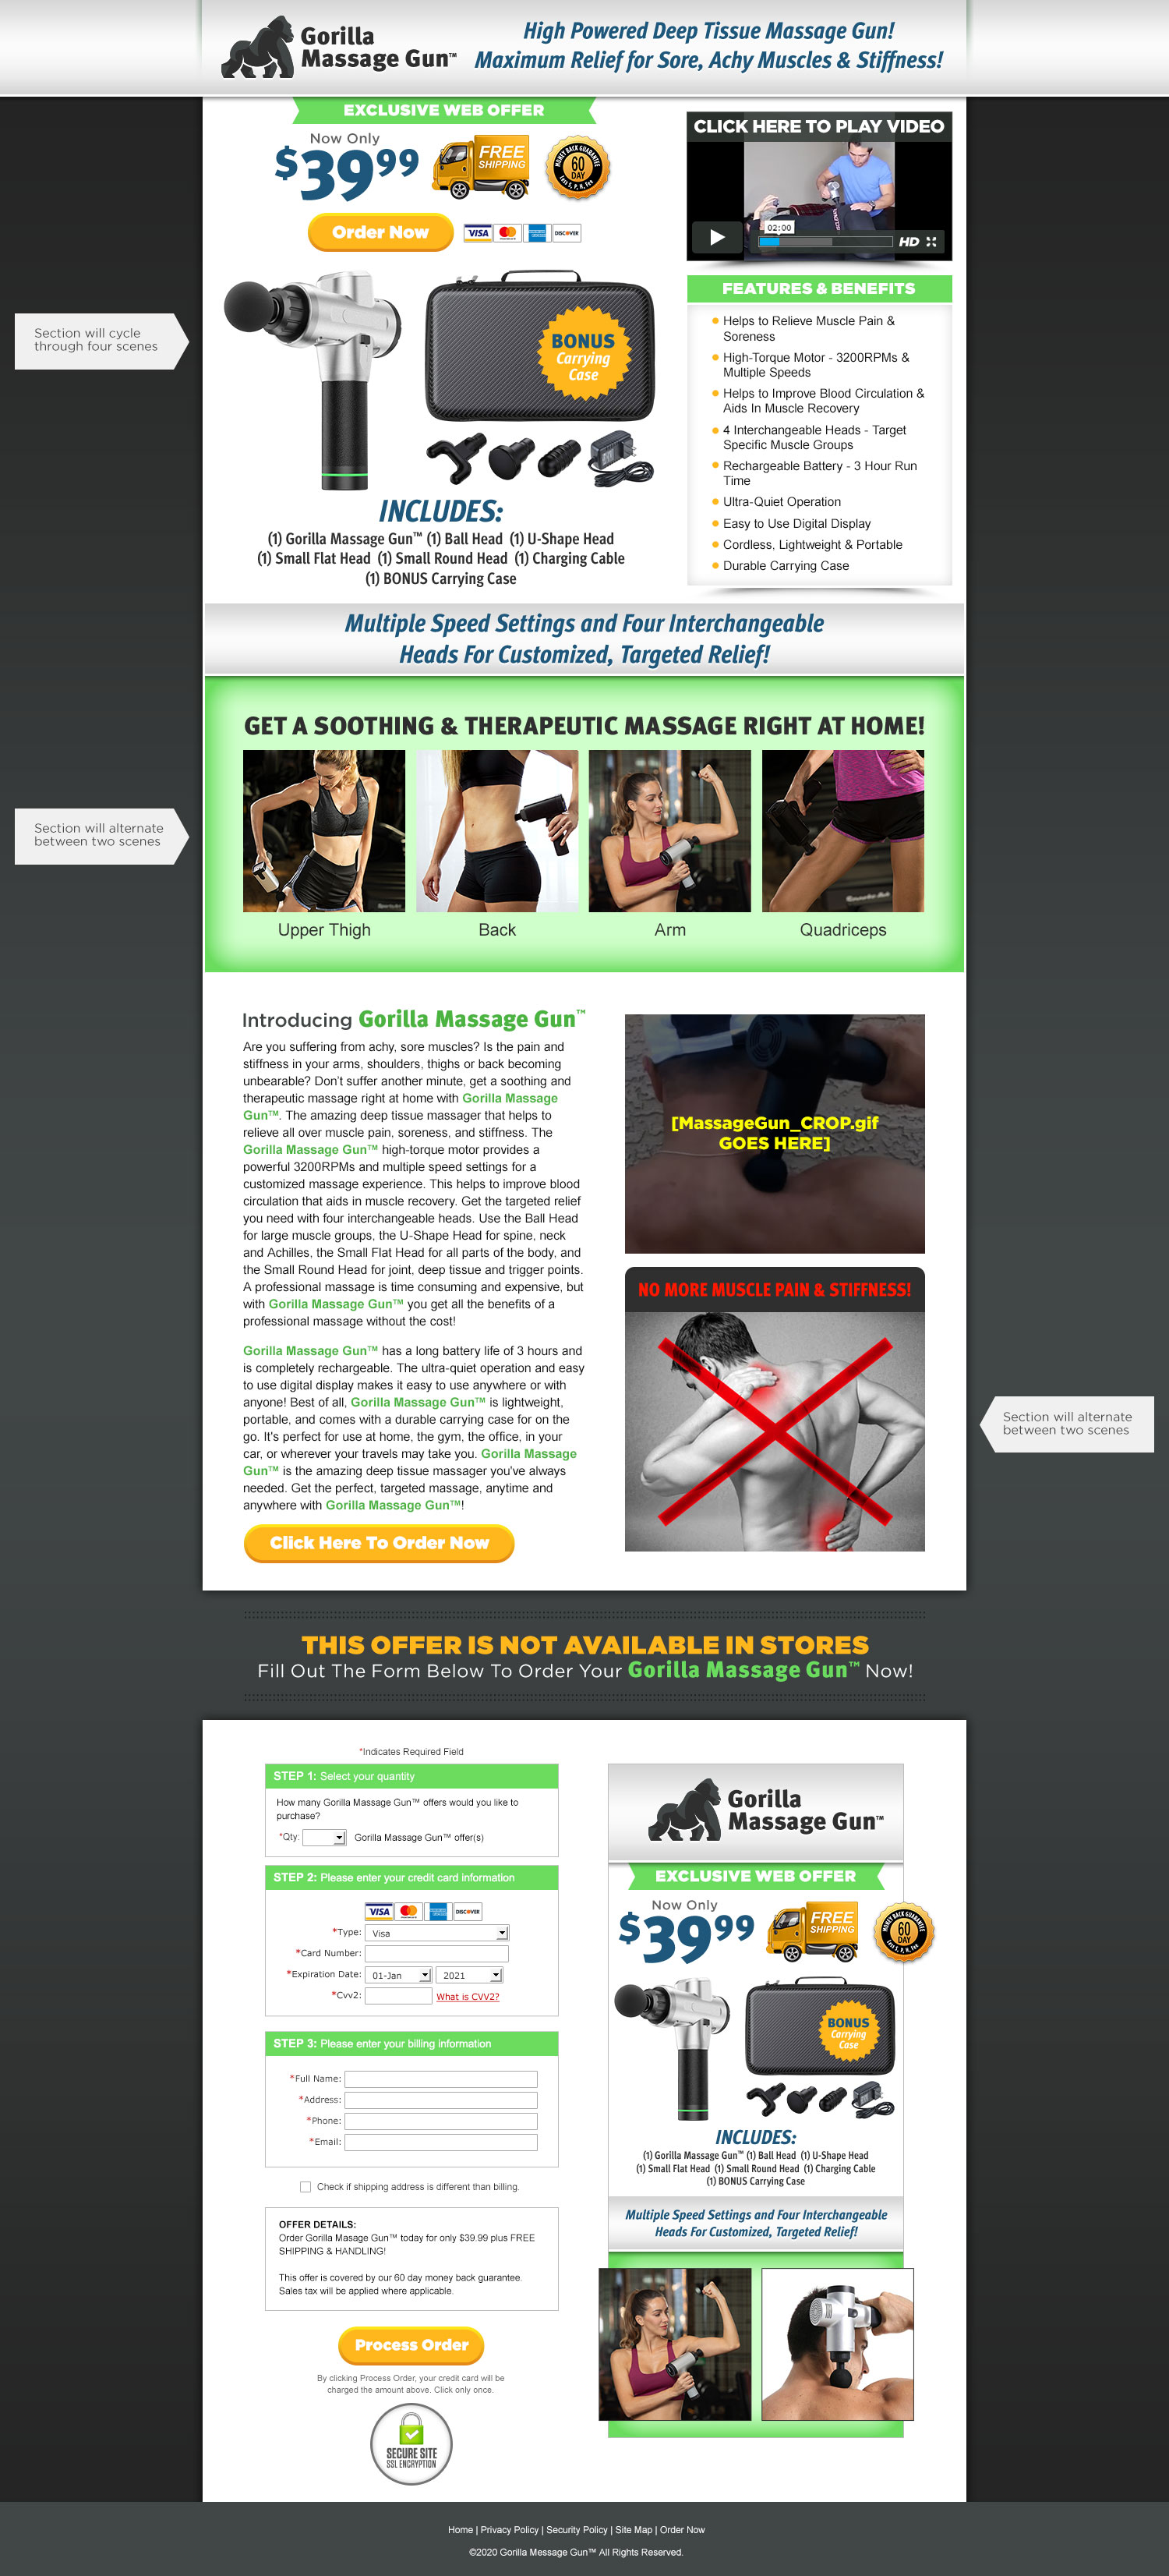 Gorilla
Massage Gun™
High Powered Deep Tissue Massage Gun!
Maximum Relief for Sore, Achy Muscles & Stiffness!
EXCLUSIVE WEB OFFER
Now Only
$39⁹⁹
FREE
SHIPPING
MONEY BACK GUARANTEE
60
DAY
Less S, P, H, Fee
Order Now
VISA
DISCOVER
CLICK HERE TO PLAY VIDEO
02:00
HD
Section will cycle
through four scenes
BONUS
Carrying
Case
INCLUDES:
(1) Gorilla Massage Gun™ (1) Ball Head (1) U-Shape Head
(1) Small Flat Head (1) Small Round Head (1) Charging Cable
(1) BONUS Carrying Case
FEATURES & BENEFITS
Helps to Relieve Muscle Pain &
Soreness
High-Torque Motor - 3200RPMs &
Multiple Speeds
Helps to Improve Blood Circulation &
Aids In Muscle Recovery
4 Interchangeable Heads - Target
Specific Muscle Groups
Rechargeable Battery - 3 Hour Run
Time
Ultra-Quiet Operation
Easy to Use Digital Display
Cordless, Lightweight & Portable
Durable Carrying Case
Multiple Speed Settings and Four Interchangeable
Heads For Customized, Targeted Relief!
Section will alternate
between two scenes
GET A SOOTHING & THERAPEUTIC MASSAGE RIGHT AT HOME!
Upper Thigh
Back
Arm
Quadriceps
Introducing Gorilla Massage Gun™
Are you suffering from achy, sore muscles? Is the pain and
stiffness in your arms, shoulders, thighs or back becoming
unbearable? Don't suffer another minute, get a soothing and
therapeutic massage right at home with Gorilla Massage
Gun™. The amazing deep tissue massager that helps to
relieve all over muscle pain, soreness, and stiffness. The
Gorilla Massage Gun™ high-torque motor provides a
powerful 3200RPMs and multiple speed settings for a
customized massage experience. This helps to improve blood
circulation that aids in muscle recovery. Get the targeted relief
you need with four interchangeable heads. Use the Ball Head
for large muscle groups, the U-Shape Head for spine, neck
and Achilles, the Small Flat Head for all parts of the body, and
the Small Round Head for joint, deep tissue and trigger points.
A professional massage is time consuming and expensive, but
with Gorilla Massage Gun™ you get all the benefits of a
professional massage without the cost!
Gorilla Massage Gun™ has a long battery life of 3 hours and
is completely rechargeable. The ultra-quiet operation and easy
to use digital display makes it easy to use anywhere or with
anyone! Best of all, Gorilla Massage Gun™ is lightweight,
portable, and comes with a durable carrying case for on the
go. It's perfect for use at home, the gym, the office, in your
car, or wherever your travels may take you. Gorilla Massage
Gun™ is the amazing deep tissue massager you've always
needed. Get the perfect, targeted massage, anytime and
anywhere with Gorilla Massage Gun™!
Click Here To Order Now
[MassageGun_CROP.gif
GOES HERE]
NO MORE MUSCLE PAIN & STIFFNESS!
Section will alternate
between two scenes
THIS OFFER IS NOT AVAILABLE IN STORES
Fill Out The Form Below To Order Your Gorilla Massage Gun™ Now!
*Indicates Required Field
STEP 1: Select your quantity
How many Gorilla Massage Gun™ offers would you like to
purchase?
*Qty: Gorilla Massage Gun™ offer(s)
STEP 2: Please enter your credit card information
VISA
DISCOVER
*Type: Visa
*Card Number:
*Expiration Date: 01-Jan 2021
*Cvv2: What is CVV2?
STEP 3: Please enter your billing information
*Full Name:
*Address:
*Phone:
*Email:
Check if shipping address is different than billing.
OFFER DETAILS:
Order Gorilla Masage Gun™ today for only $39.99 plus FREE
SHIPPING & HANDLING!
This offer is covered by our 60 day money back guarantee.
Sales tax will be applied where applicable.
Process Order
By clicking Process Order, your credit card will be
charged the amount above. Click only once.
SECURE SITE
SSL ENCRYPTION
Gorilla
Massage Gun™
EXCLUSIVE WEB OFFER
Now Only
$39⁹⁹
FREE
SHIPPING
MONEY BACK GUARANTEE
60
DAY
Less S, P, H, Fee
BONUS
Carrying
Case
INCLUDES:
(1) Gorilla Massage Gun™ (1) Ball Head (1) U-Shape Head
(1) Small Flat Head (1) Small Round Head (1) Charging Cable
(1) BONUS Carrying Case
Multiple Speed Settings and Four Interchangeable
Heads For Customized, Targeted Relief!
Home | Privacy Policy | Security Policy | Site Map | Order Now
©2020 Gorilla Message Gun™ All Rights Reserved.